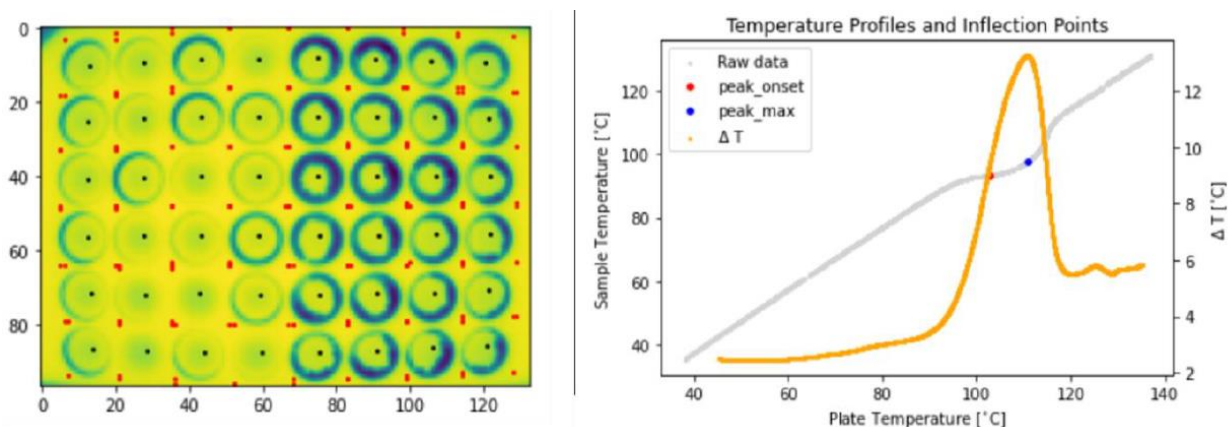 0
20
40
60
80
0 20 40 60 80 100 120
Temperature Profiles and Inflection Points
Raw data
peak_onset
peak_max
Δ T
Sample Temperature [˚C]
120
100
80
60
40
12
10
8
6
4
2
Δ T [˚C]
40 60 80 100 120 140
Plate Temperature [˚C]